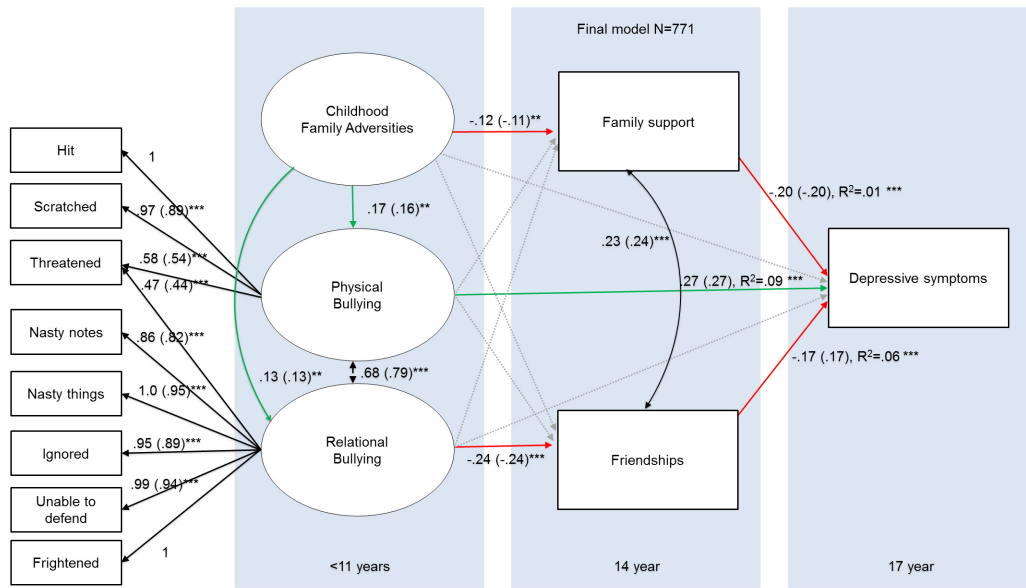 Final model N=771
Childhood
Family Adversities
-.12 (-.11)**
Family support
Hit
1
Scratched
.97 (.89)***
.17 (.16)**
-.20 (-.20), R²=.01 ***
Threatened
.58 (.54)***
.47 (.44)***
Physical
Bullying
.23 (.24)***
.27 (.27), R²=.09 ***
Depressive symptoms
Nasty notes
.86 (.82)***
-.17 (.17), R²=.06 ***
.13 (.13)**
.68 (.79)***
Nasty things
1.0 (.95)***
Ignored
.95 (.89)***
Relational
Bullying
-.24 (-.24)***
Friendships
Unable to
defend
.99 (.94)***
Frightened
1
<11 years
14 year
17 year